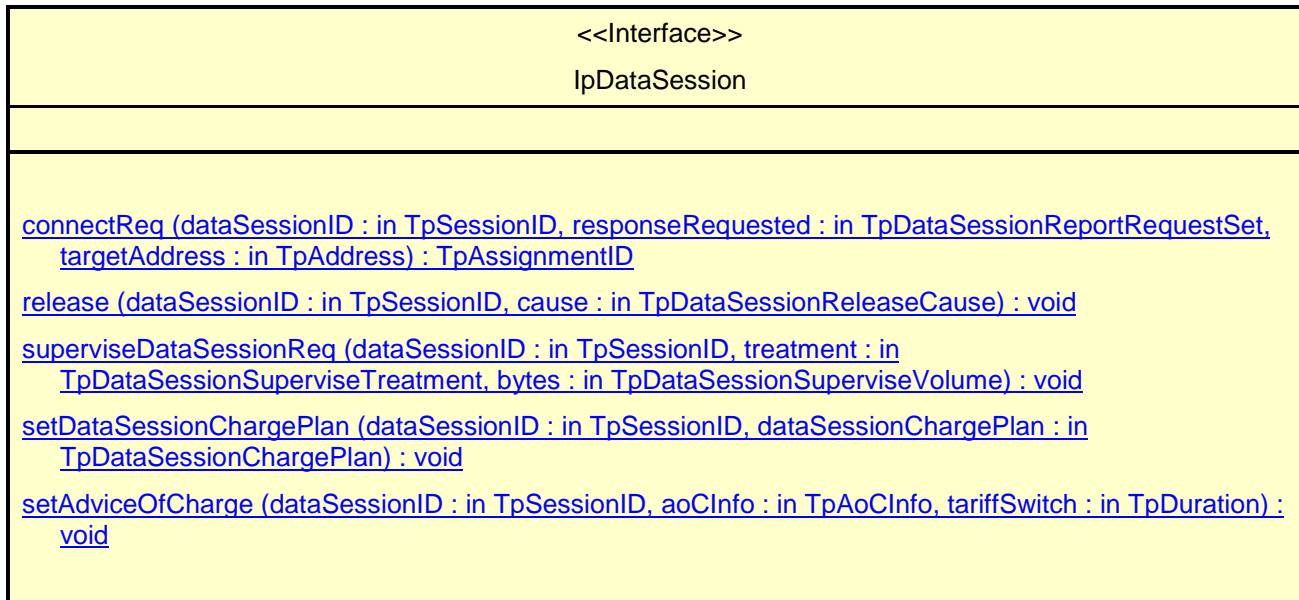 <<Interface>>
IpDataSession
connectReq (dataSessionID : in TpSessionID, responseRequested : in TpDataSessionReportRequestSet,
targetAddress : in TpAddress) : TpAssignmentID
release (dataSessionID : in TpSessionID, cause : in TpDataSessionReleaseCause) : void
superviseDataSessionReq (dataSessionID : in TpSessionID, treatment : in
TpDataSessionSuperviseTreatment, bytes : in TpDataSessionSuperviseVolume) : void
setDataSessionChargePlan (dataSessionID : in TpSessionID, dataSessionChargePlan : in
TpDataSessionChargePlan) : void
setAdviceOfCharge (dataSessionID : in TpSessionID, aoCInfo : in TpAoCInfo, tariffSwitch : in TpDuration) :
void